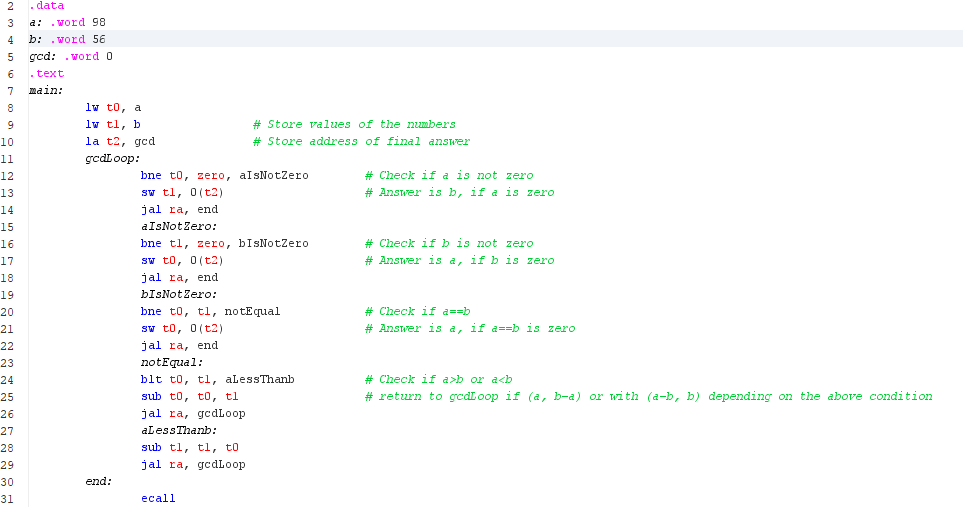 2 .data
3 a: .word 98
4 b: .word 56
5 gcd: .word 0
6 .text
7 main:
8 lw t0, a
9 lw t1, b # Store values of the numbers
10 la t2, gcd # Store address of final answer
11 gcdLoop:
12 bne t0, zero, aIsNotZero # Check if a is not zero
13 sw t1, 0(t2) # Answer is b, if a is zero
14 jal ra, end
15 aIsNotZero:
16 bne t1, zero, bIsNotZero # Check if b is not zero
17 sw t0, 0(t2) # Answer is a, if b is zero
18 jal ra, end
19 bIsNotZero:
20 bne t0, t1, notEqual # Check if a==b
21 sw t0, 0(t2) # Answer is a, if a==b is zero
22 jal ra, end
23 notEqual:
24 blt t0, t1, aLessThanb # Check if a>b or a<b
25 sub t0, t0, t1 # return to gcdLoop if (a, b-a) or with (a-b, b) depending on the above condition
26 jal ra, gcdLoop
27 aLessThanb:
28 sub t1, t1, t0
29 jal ra, gcdLoop
30 end:
31 ecall